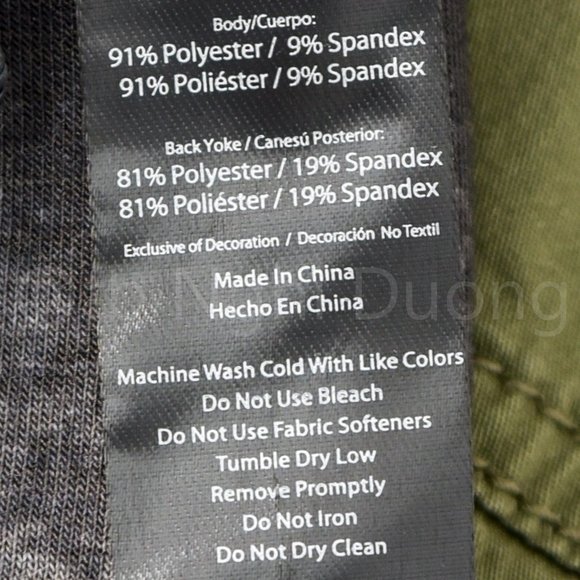 Body/Cuerpo:
91% Polyester / 9% Spandex
91% Poliéster / 9% Spandex
Back Yoke / Canesú Posterior:
81% Polyester / 19% Spandex
81% Poliéster / 19% Spandex
Exclusive of Decoration / Decoración No Textil
Made In China
Hecho En China
Duong
Machine Wash Cold With Like Colors
Do Not Use Bleach
Do Not Use Fabric Softeners
Tumble Dry Low
Remove Promptly
Do Not Iron
Do Not Dry Clean